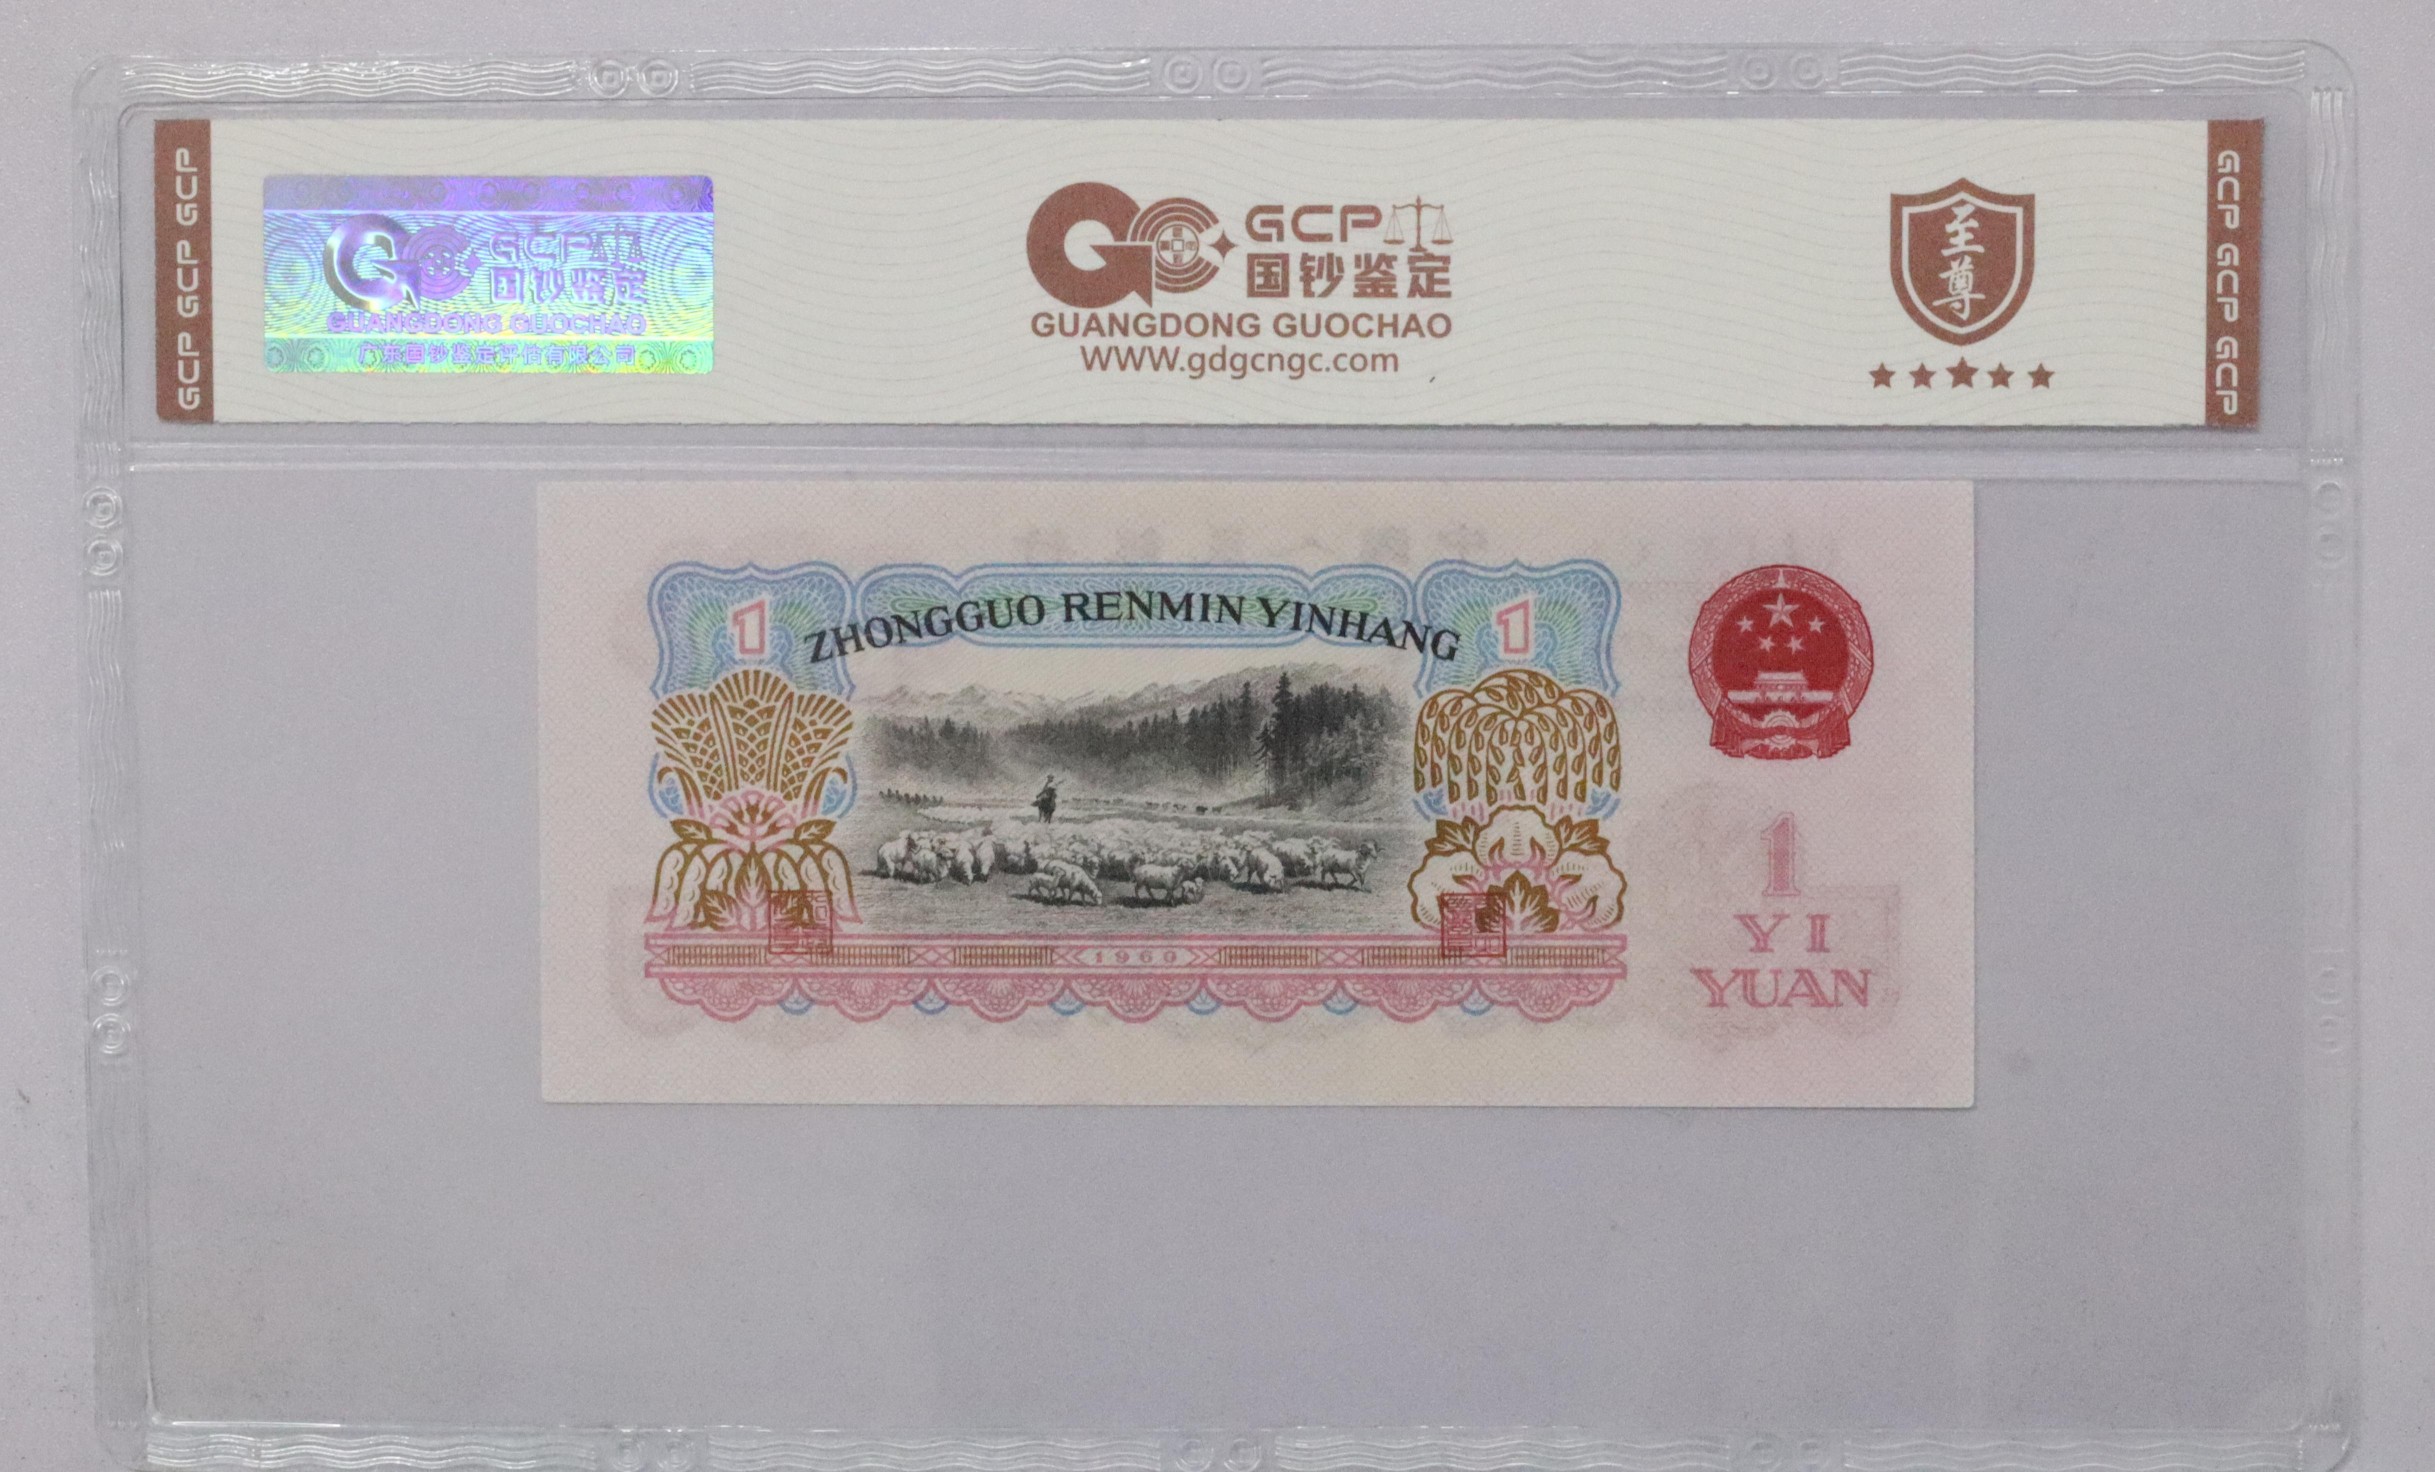 GCP GCP GCP
GCP
国钞鉴定
GUANGDONG GUOCHAO
广东国钞鉴定评估有限公司
GCP
国钞鉴定
GUANGDONG GUOCHAO
WWW.gdgcngc.com
至尊
GCP GCP GCP
1
ZHONGGUO RENMIN YINHANG
1
1
YI
YUAN
1960